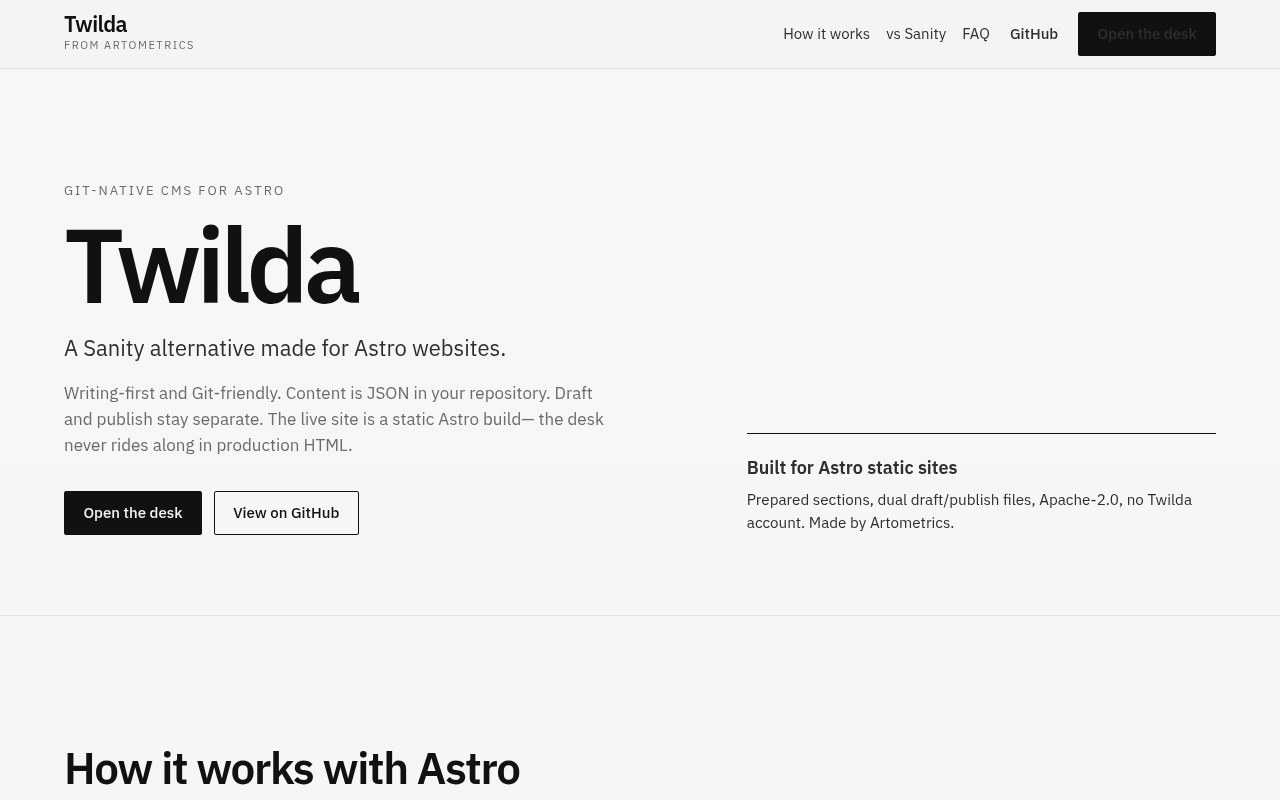 Twilda
FROM ARTOMETRICS
How it works
vs Sanity
FAQ
GitHub
Open the desk
GIT-NATIVE CMS FOR ASTRO
Twilda
A Sanity alternative made for Astro websites.
Writing-first and Git-friendly. Content is JSON in your repository. Draft
and publish stay separate. The live site is a static Astro build— the desk
never rides along in production HTML.
Open the desk
View on GitHub
Built for Astro static sites
Prepared sections, dual draft/publish files, Apache-2.0, no Twilda
account. Made by Artometrics.
How it works with Astro